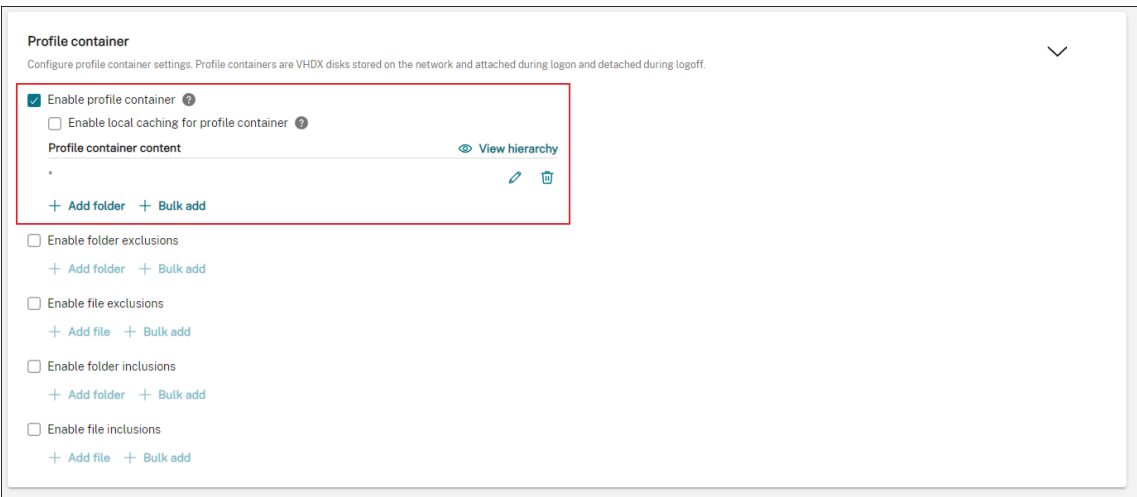 Profile container
Configure profile container settings. Profile containers are VHDX disks stored on the network and attached during logon and detached during logoff.
Enable profile container ?
Enable local caching for profile container ?
Profile container content View hierarchy
*
+ Add folder + Bulk add
Enable folder exclusions
+ Add folder + Bulk add
Enable file exclusions
+ Add file + Bulk add
Enable folder inclusions
+ Add folder + Bulk add
Enable file inclusions
+ Add file + Bulk add